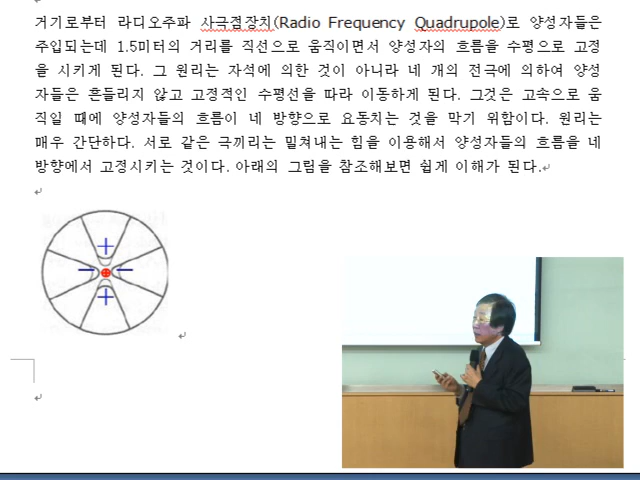 거기로부터 라디오주파 사극점장치(Radio Frequency Quadrupole)로 양성자들은
주입되는데 1.5미터의 거리를 직선으로 움직이면서 양성자의 흐름을 수평으로 고정
을 시키게 된다. 그 원리는 자석에 의한 것이 아니라 네 개의 전극에 의하여 양성
자들은 흔들리지 않고 고정적인 수평선을 따라 이동하게 된다. 그것은 고속으로 움
직일 때에 양성자들의 흐름이 네 방향으로 요동치는 것을 막기 위함이다. 원리는
매우 간단하다. 서로 같은 극끼리는 밀쳐내는 힘을 이용해서 양성자들의 흐름을 네
방향에서 고정시키는 것이다. 아래의 그림을 참조해보면 쉽게 이해가 된다.
+
− −
+